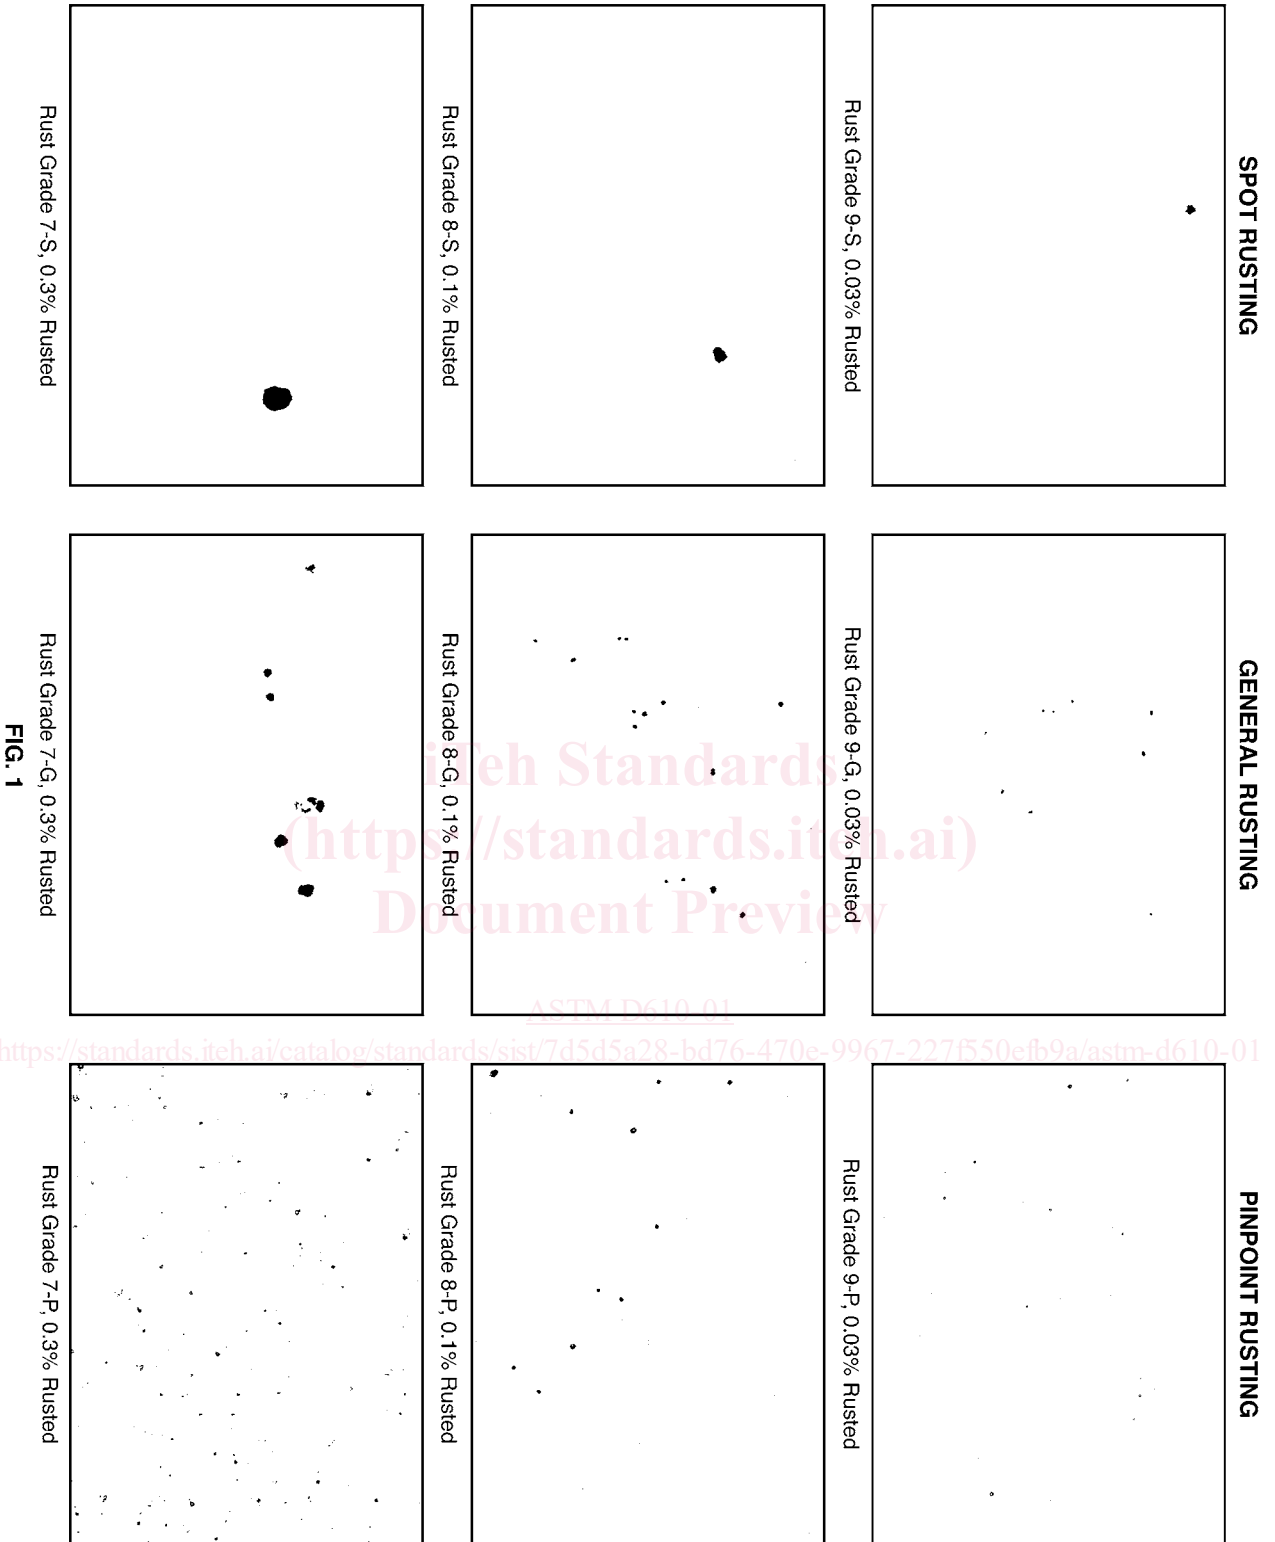 SPOT RUSTING
GENERAL RUSTING
PINPOINT RUSTING
Rust Grade 9-S, 0.03% Rusted
Rust Grade 9-G, 0.03% Rusted
Rust Grade 9-P, 0.03% Rusted
Rust Grade 8-S, 0.1% Rusted
Rust Grade 8-G, 0.1% Rusted
Rust Grade 8-P, 0.1% Rusted
Rust Grade 7-S, 0.3% Rusted
Rust Grade 7-G, 0.3% Rusted
Rust Grade 7-P, 0.3% Rusted
FIG. 1
iTeh Standards
(https://standards.iteh.ai)
Document Preview
ASTM D610-01
https://standards.iteh.ai/catalog/standards/sist/7d5d5a28-bd76-470e-9967-227f550efb9a/astm-d610-01